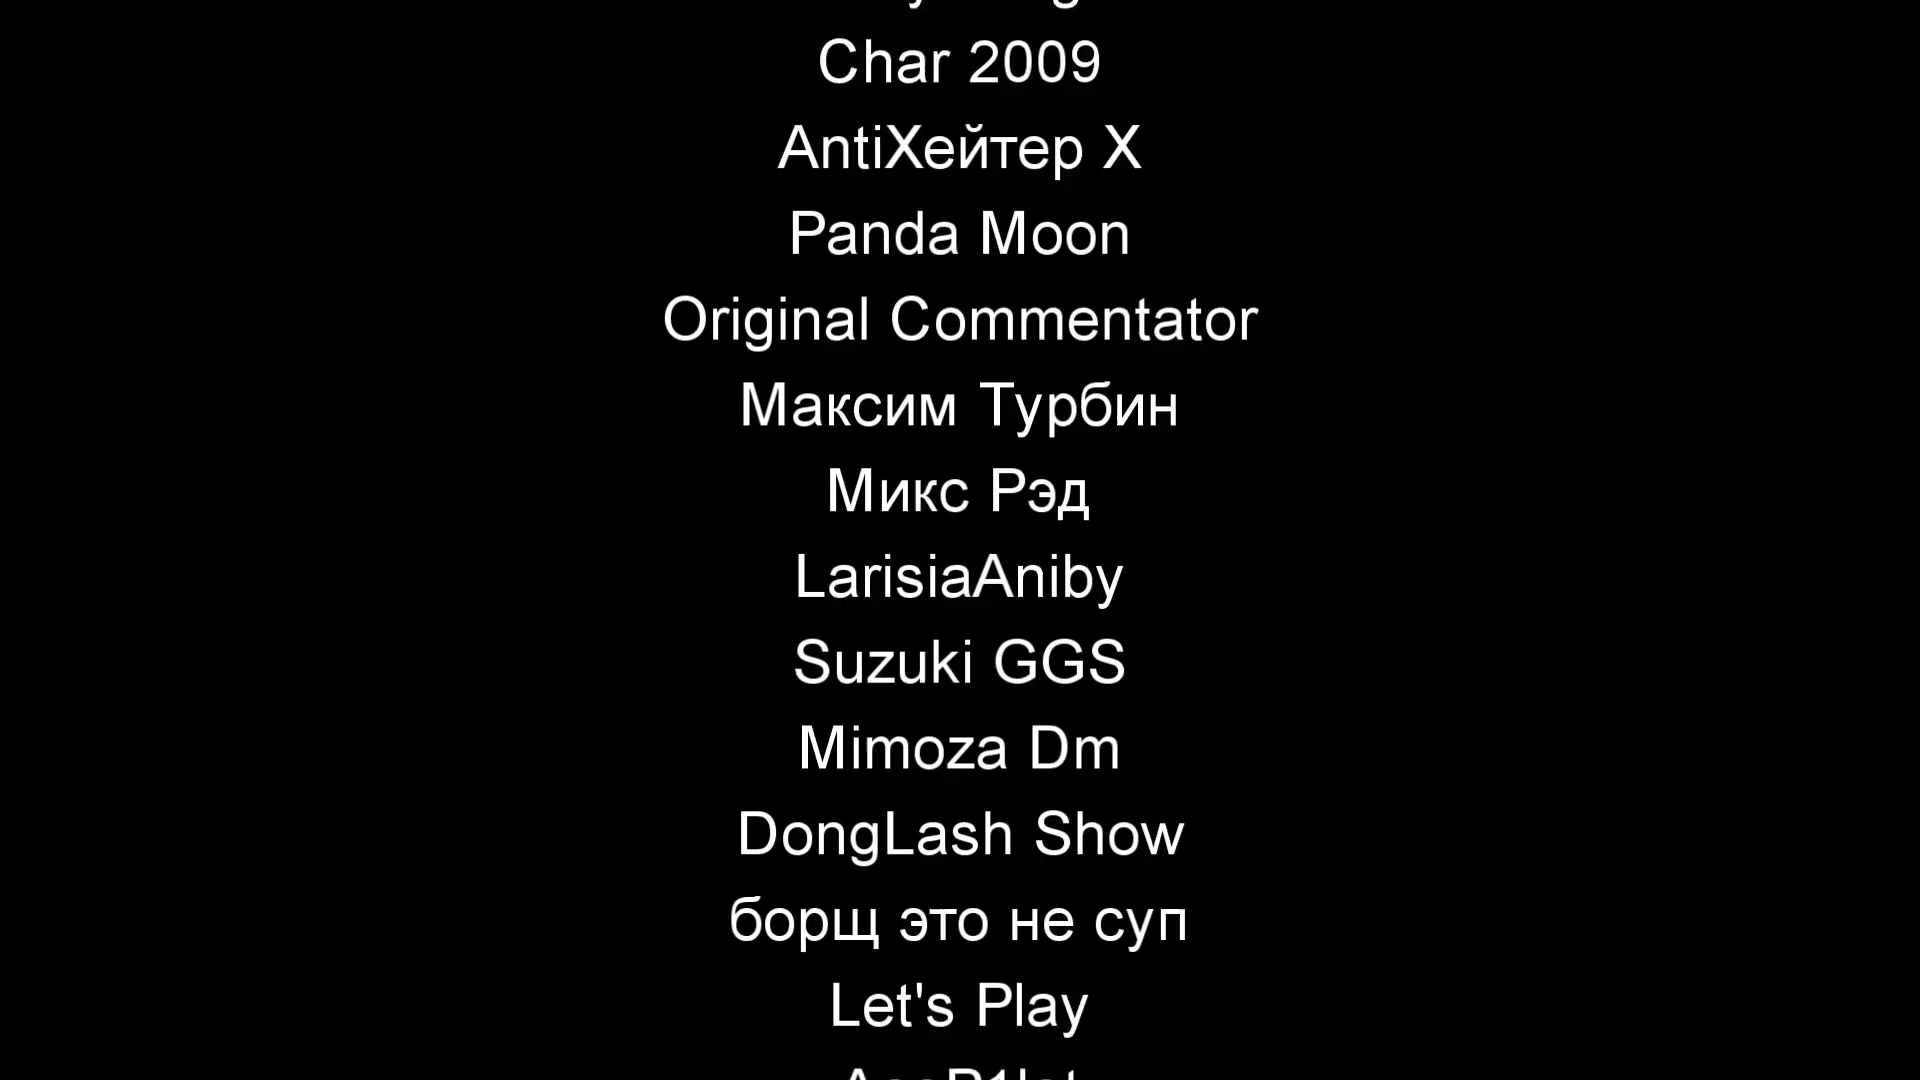 Char 2009
AntiХейтер X
Panda Moon
Original Commentator
Максим Турбин
Микс Рэд
LarisiaAniby
Suzuki GGS
Mimoza Dm
DongLash Show
борщ это не суп
Let's Play